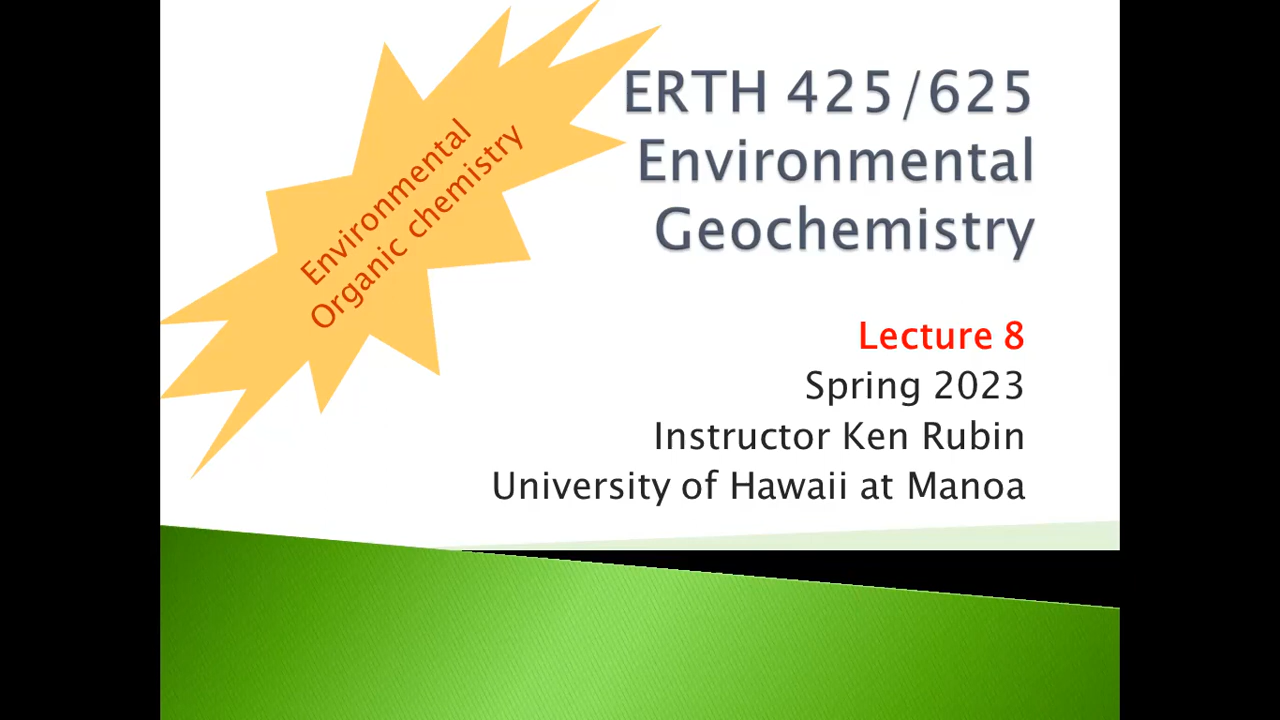 Environmental
Organic chemistry
ERTH 425/625
Environmental
Geochemistry
Lecture 8
Spring 2023
Instructor Ken Rubin
University of Hawaii at Manoa